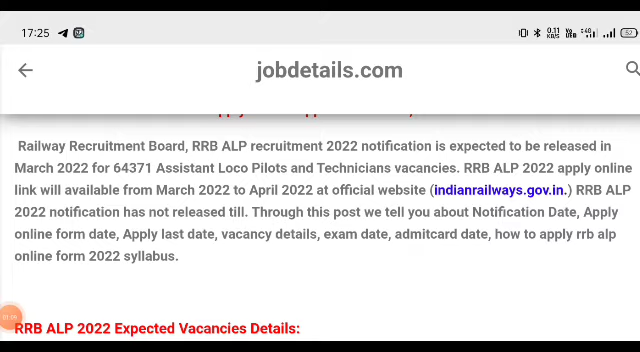 17:25
0.11 KB/S
52
jobdetails.com
Railway Recruitment Board, RRB ALP recruitment 2022 notification is expected to be released in
March 2022 for 64371 Assistant Loco Pilots and Technicians vacancies. RRB ALP 2022 apply online
link will available from March 2022 to April 2022 at official website (indianrailways.gov.in.) RRB ALP
2022 notification has not released till. Through this post we tell you about Notification Date, Apply
online form date, Apply last date, vacancy details, exam date, admitcard date, how to apply rrb alp
online form 2022 syllabus.
RRB ALP 2022 Expected Vacancies Details: